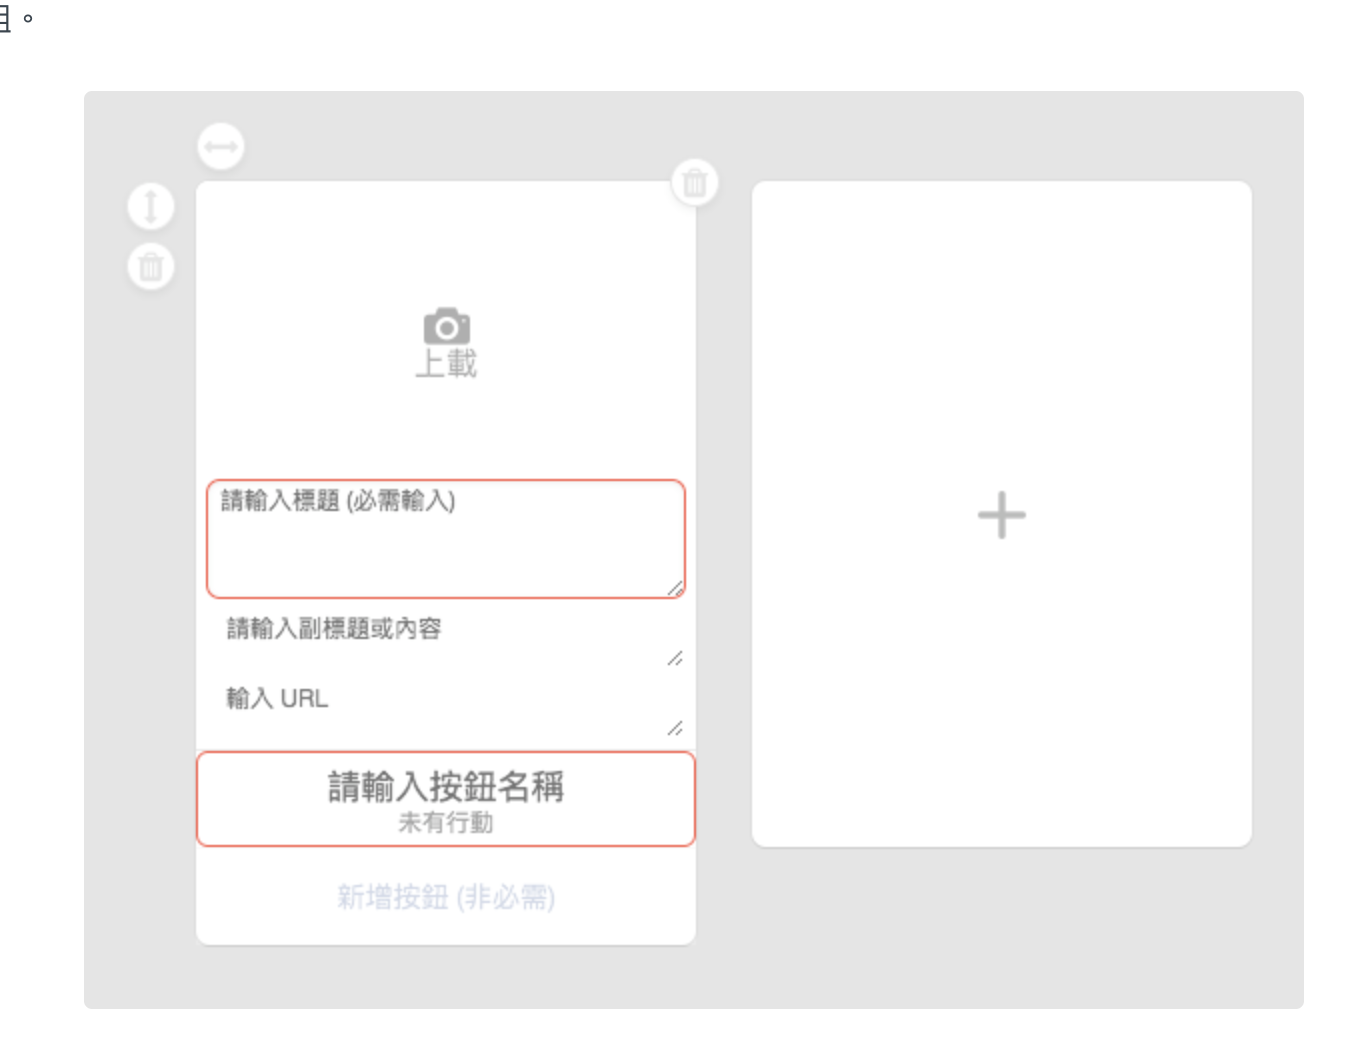 。
上載
請輸入標題 (必需輸入)
請輸入副標題或內容
輸入 URL
請輸入按鈕名稱
未有行動
新增按鈕 (非必需)